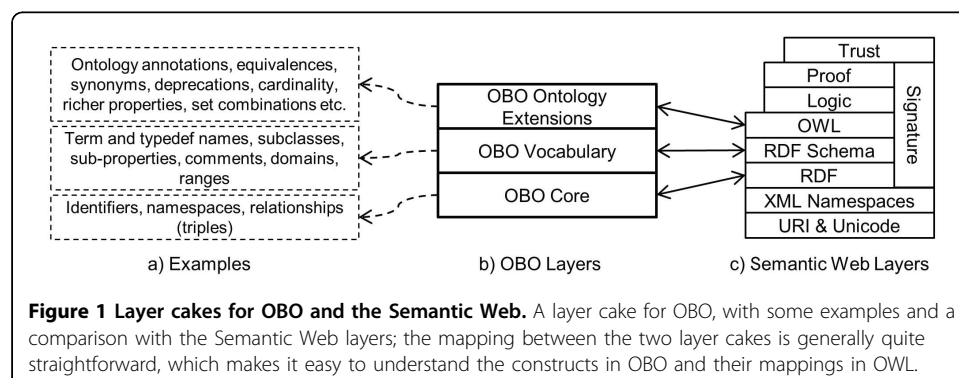 Ontology annotations, equivalences,
synonyms, deprecations, cardinality,
richer properties, set combinations etc.
Term and typedef names, subclasses,
sub-properties, comments, domains,
ranges
Identifiers, namespaces, relationships
(triples)
a) Examples
OBO Ontology
Extensions
OBO Vocabulary
OBO Core
b) OBO Layers
Trust
Proof
Logic
OWL
RDF Schema
RDF
XML Namespaces
URI & Unicode
Signature
c) Semantic Web Layers
Figure 1 Layer cakes for OBO and the Semantic Web. A layer cake for OBO, with some examples and a
comparison with the Semantic Web layers; the mapping between the two layer cakes is generally quite
straightforward, which makes it easy to understand the constructs in OBO and their mappings in OWL.